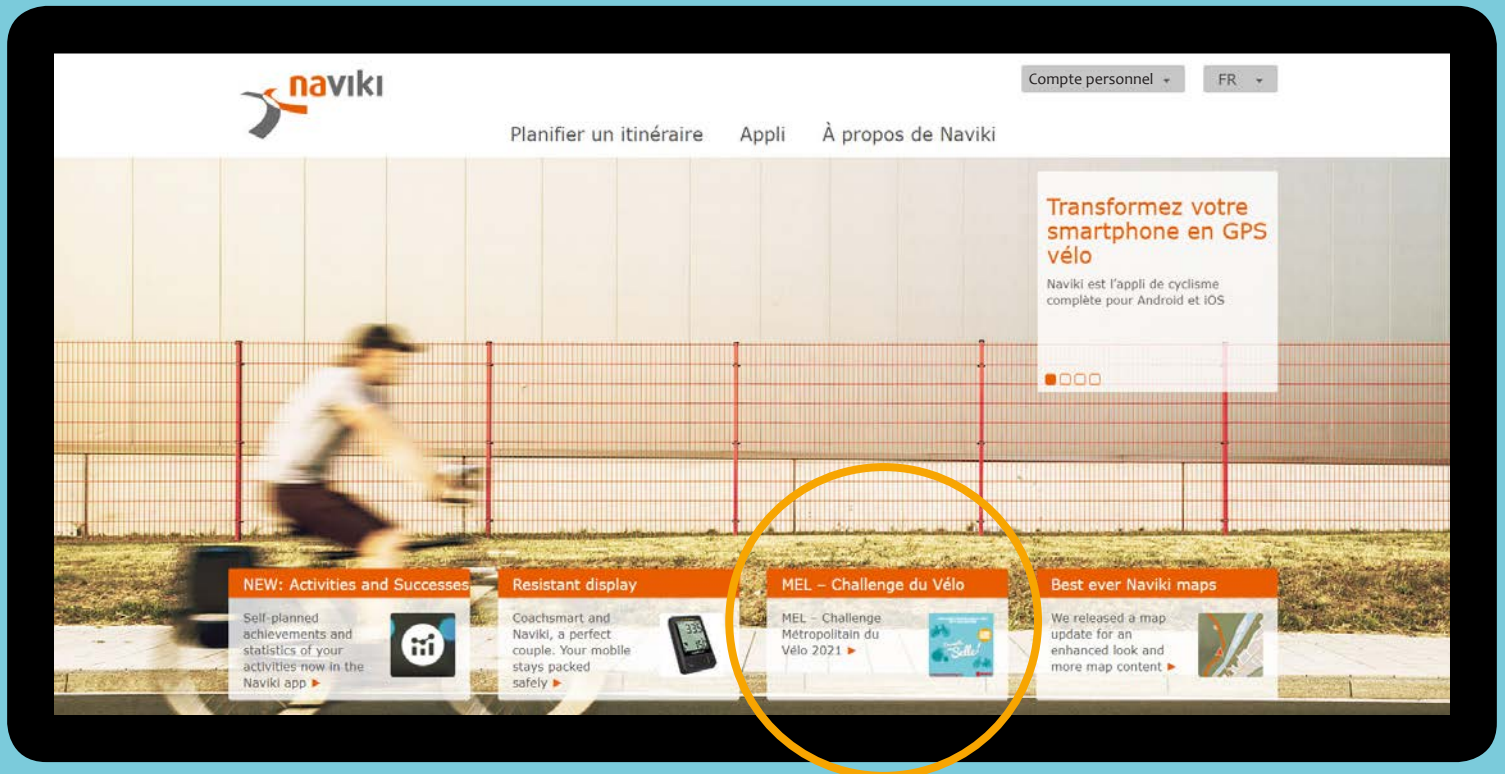 naviki
Compte personnel
FR
Planifier un itinéraire
Appli
À propos de Naviki
Transformez votre
smartphone en GPS
vélo
Naviki est l'appli de cyclisme
complète pour Android et iOS
NEW: Activities and Successes
Self-planned
achievements and
statistics of your
activities now in the
Naviki app
Resistant display
Coachsmart and
Naviki, a perfect
couple. Your mobile
stays packed
safely
MEL – Challenge du Vélo
MEL – Challenge
Métropolitain du
Vélo 2021
Selle!
Best ever Naviki maps
We released a map
update for an
enhanced look and
more map content